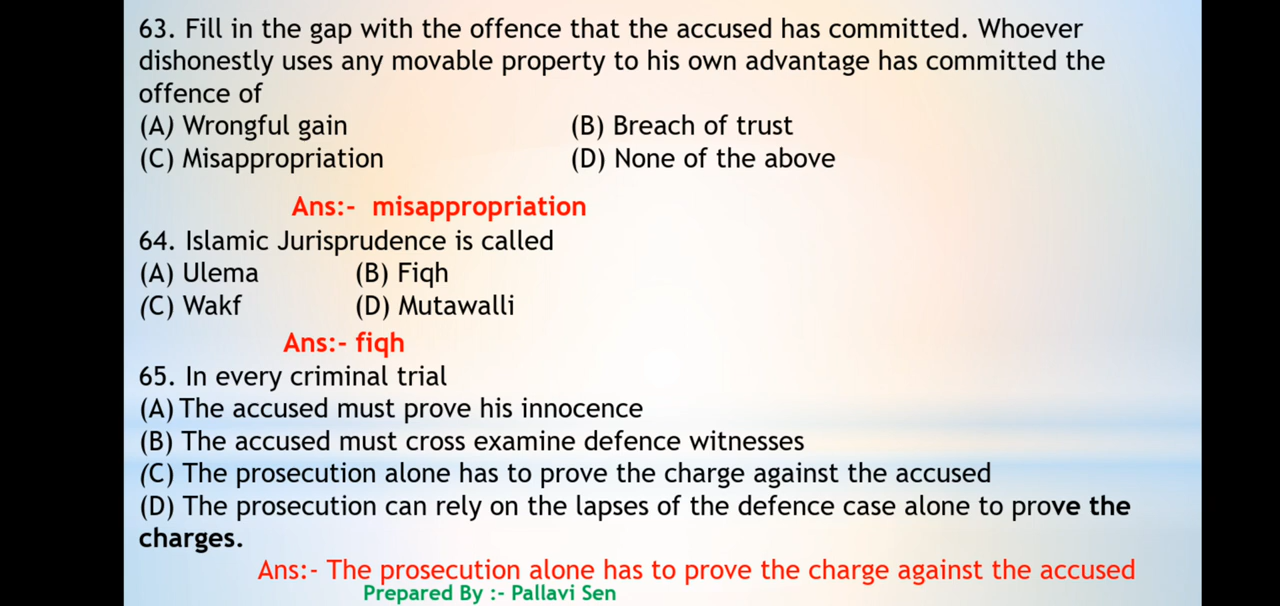 63. Fill in the gap with the offence that the accused has committed. Whoever
dishonestly uses any movable property to his own advantage has committed the
offence of
(A) Wrongful gain (B) Breach of trust
(C) Misappropriation (D) None of the above
Ans:- misappropriation
64. Islamic Jurisprudence is called
(A) Ulema (B) Fiqh
(C) Wakf (D) Mutawalli
Ans:- fiqh
65. In every criminal trial
(A) The accused must prove his innocence
(B) The accused must cross examine defence witnesses
(C) The prosecution alone has to prove the charge against the accused
(D) The prosecution can rely on the lapses of the defence case alone to prove the
charges.
Ans:- The prosecution alone has to prove the charge against the accused
Prepared By :- Pallavi Sen